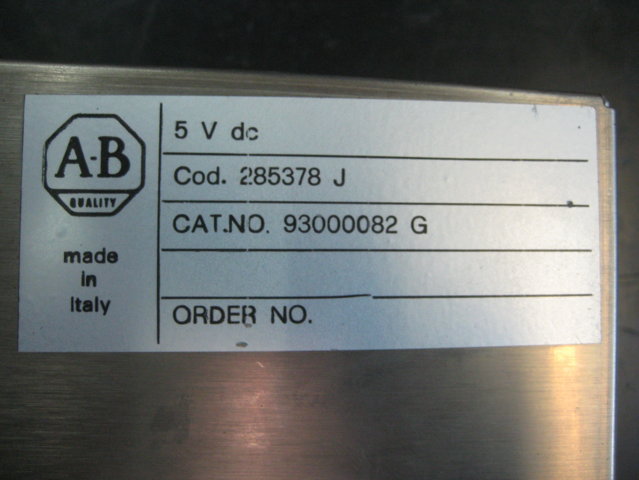 A-B
QUALITY
made
in
Italy
5 V dc
Cod. 285378 J
CAT.NO. 93000082 G
ORDER NO.